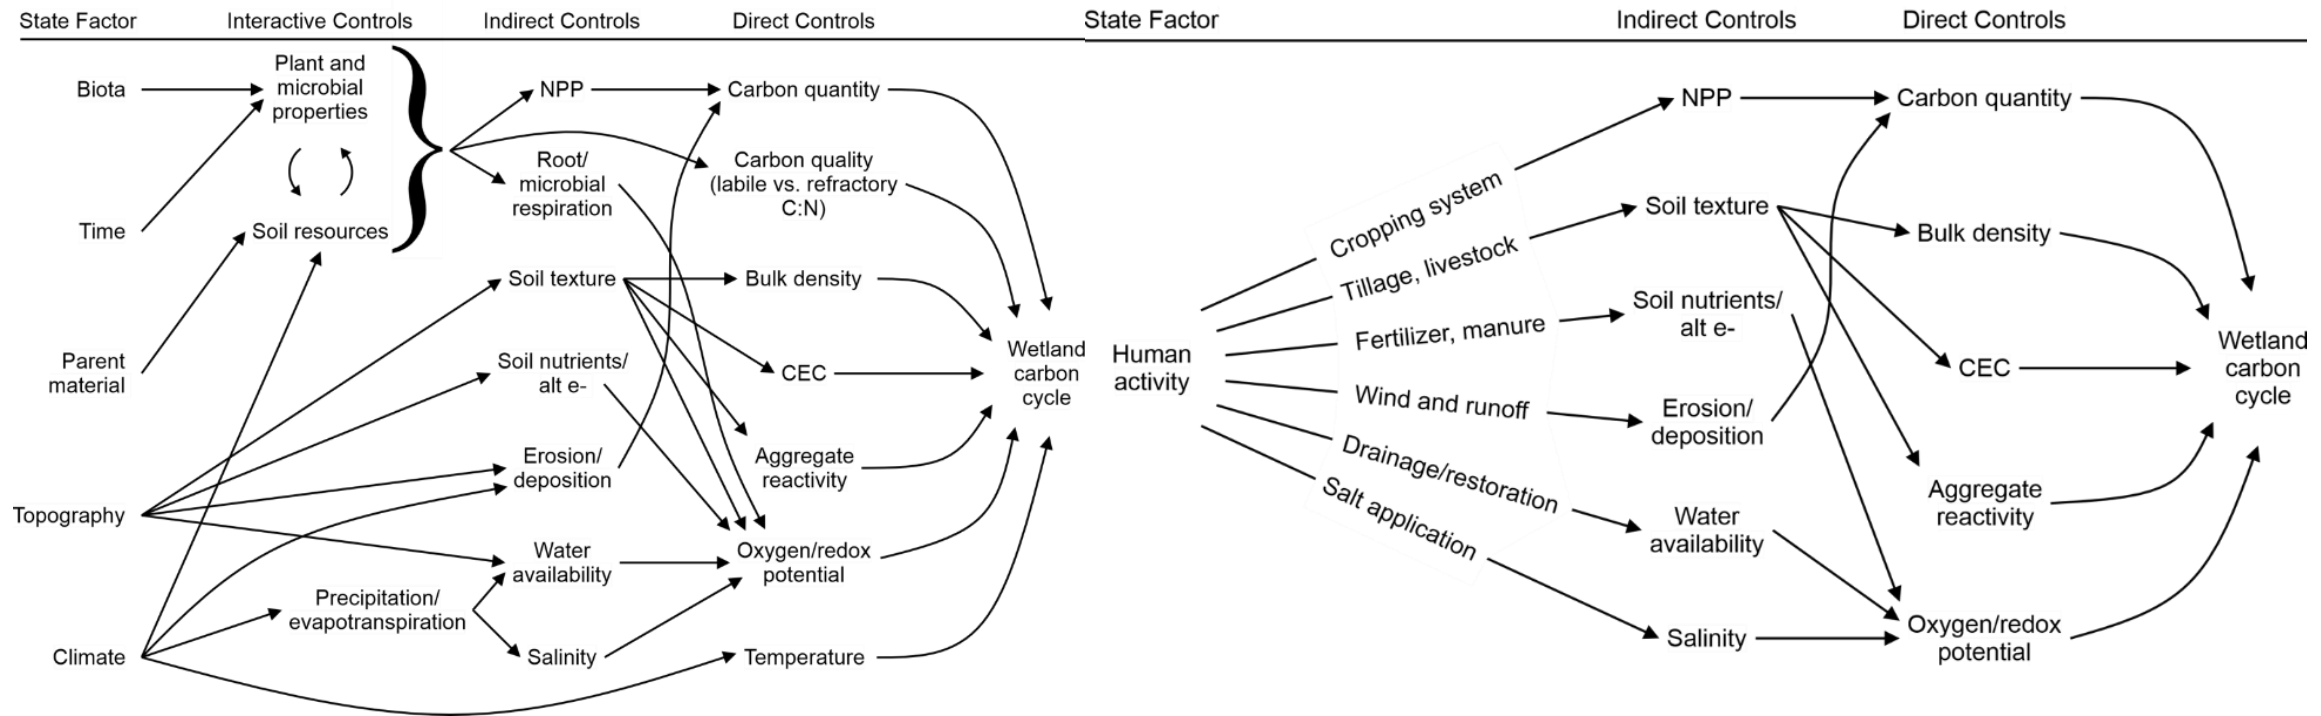 State Factor
Interactive Controls
Indirect Controls
Direct Controls
Biota
Time
Parent
material
Topography
Climate
Plant and
microbial
properties
Soil resources
Precipitation/
evapotranspiration
NPP
Root/
microbial
respiration
Soil texture
Soil nutrients/
alt e-
Erosion/
deposition
Water
availability
Salinity
Carbon quantity
Carbon quality
(labile vs. refractory
C:N)
Bulk density
CEC
Aggregate
reactivity
Oxygen/redox
potential
Temperature
Wetland
carbon
cycle
State Factor
Indirect Controls
Direct Controls
Human
activity
Cropping system
Tillage, livestock
Fertilizer, manure
Wind and runoff
Drainage/restoration
Salt application
NPP
Soil texture
Soil nutrients/
alt e-
Erosion/
deposition
Water
availability
Salinity
Carbon quantity
Bulk density
CEC
Aggregate
reactivity
Oxygen/redox
potential
Wetland
carbon
cycle